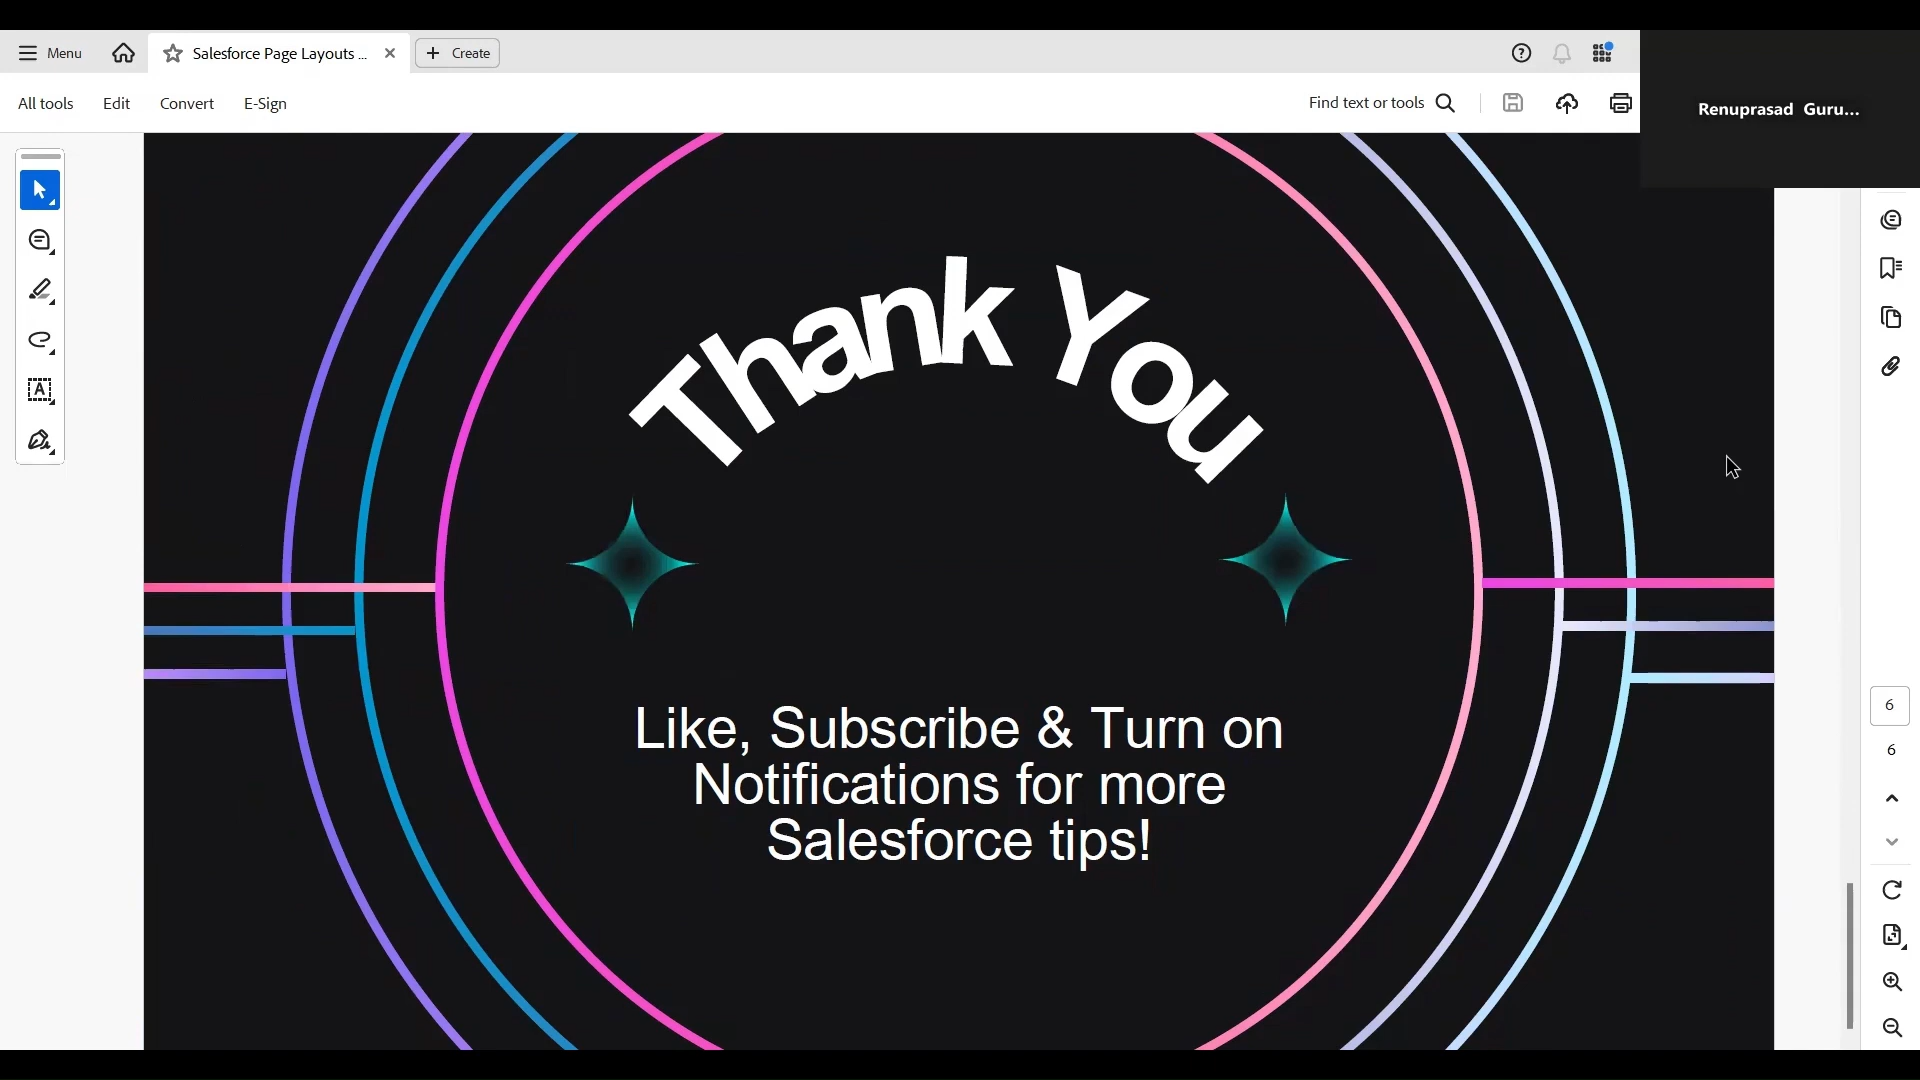 Menu
Salesforce Page Layouts ...
Create
All tools
Edit
Convert
E-Sign
Find text or tools
Renuprasad Guru...
Thank You
Like, Subscribe & Turn on
Notifications for more
Salesforce tips!
6
6